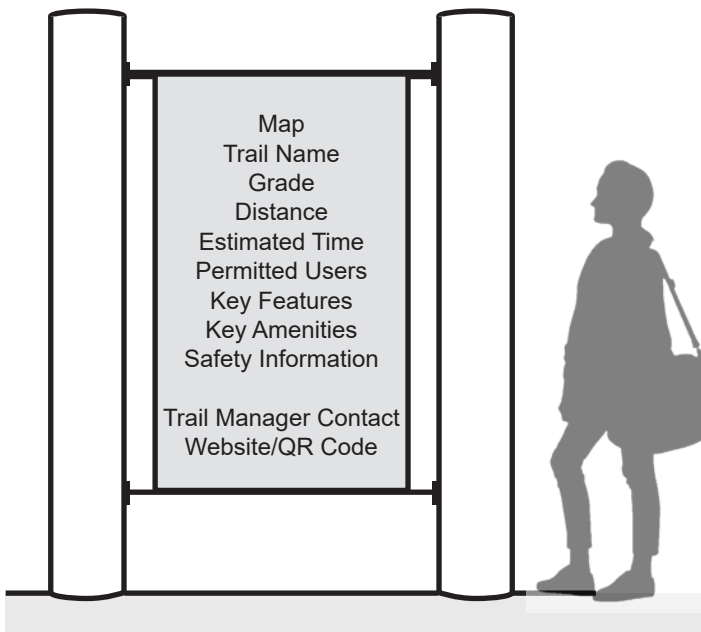 Map
Trail Name
Grade
Distance
Estimated Time
Permitted Users
Key Features
Key Amenities
Safety Information
Trail Manager Contact
Website/QR Code